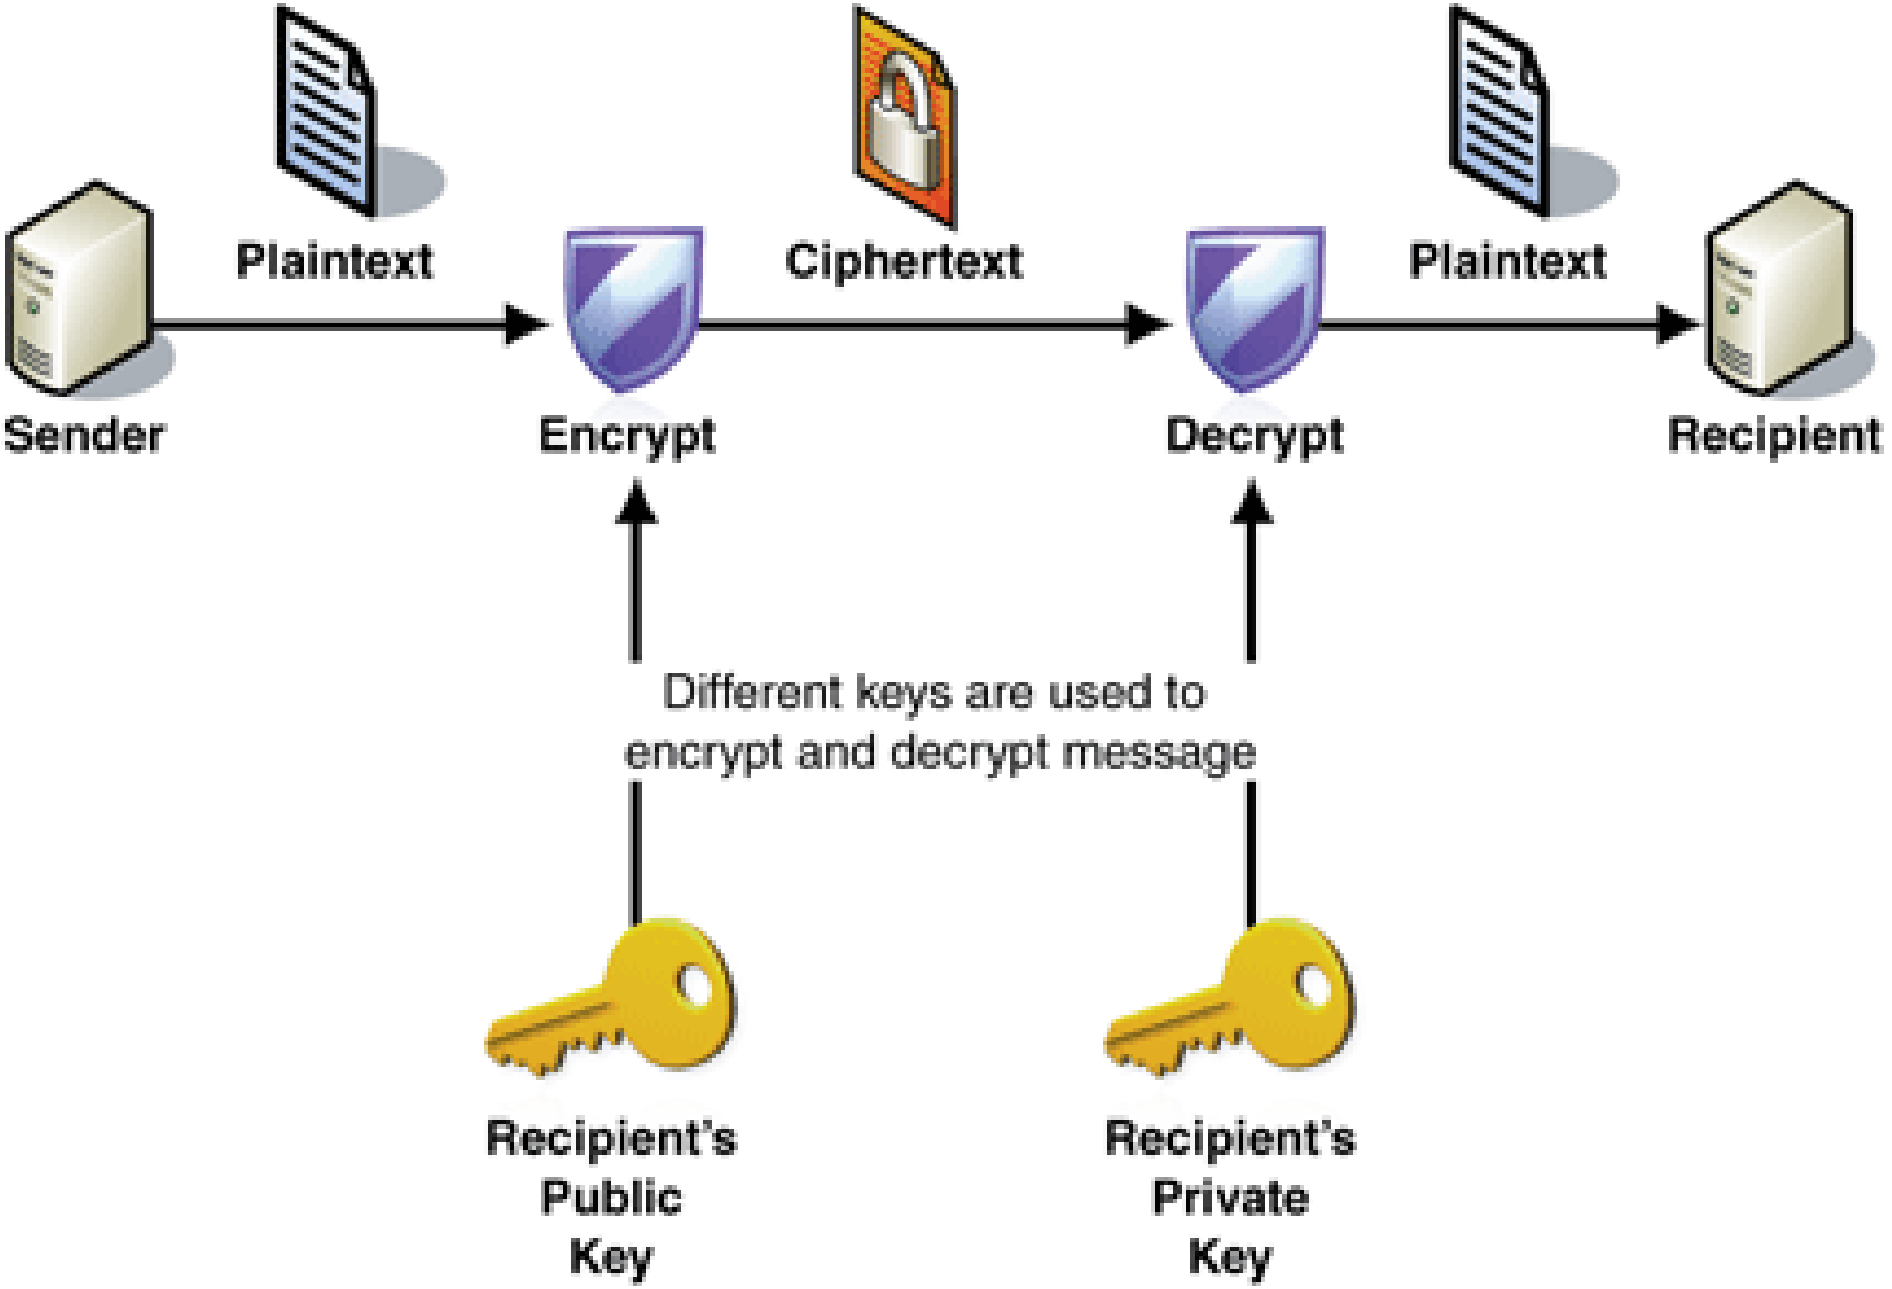 Plaintext
Ciphertext
Plaintext
Sender
Encrypt
Decrypt
Recipient
Different keys are used to
encrypt and decrypt message
Recipient's
Public
Key
Recipient's
Private
Key